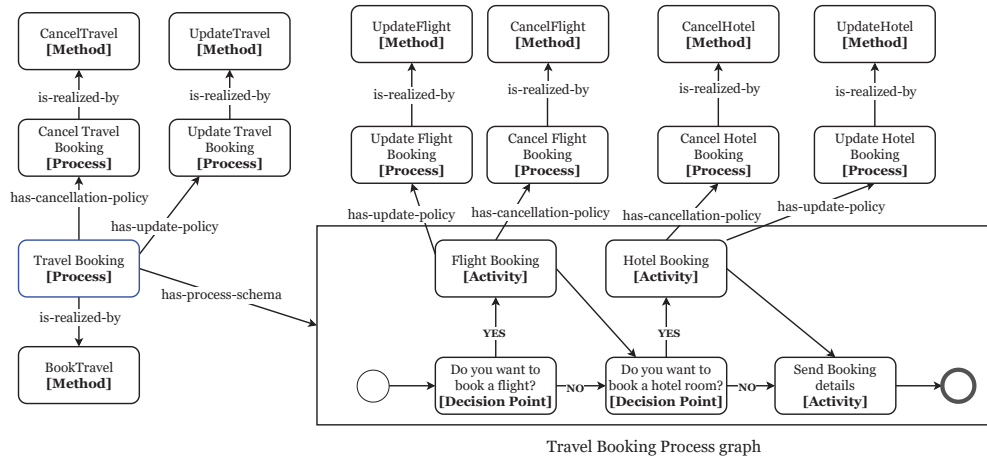 CancelTravel
[Method]
UpdateTravel
[Method]
UpdateFlight
[Method]
CancelFlight
[Method]
CancelHotel
[Method]
UpdateHotel
[Method]
is-realized-by
is-realized-by
is-realized-by
is-realized-by
is-realized-by
is-realized-by
Cancel Travel
Booking
[Process]
Update Travel
Booking
[Process]
Update Flight
Booking
[Process]
Cancel Flight
Booking
[Process]
Cancel Hotel
Booking
[Process]
Update Hotel
Booking
[Process]
has-cancellation-policy
has-update-policy
has-update-policy
has-cancellation-policy
has-cancellation-policy
has-update-policy
Travel Booking
[Process]
Flight Booking
[Activity]
Hotel Booking
[Activity]
has-process-schema
is-realized-by
YES
YES
BookTravel
[Method]
Do you want to
book a flight?
[Decision Point]
NO
Do you want to
book a hotel room?
[Decision Point]
NO
Send Booking
details
[Activity]
Travel Booking Process graph